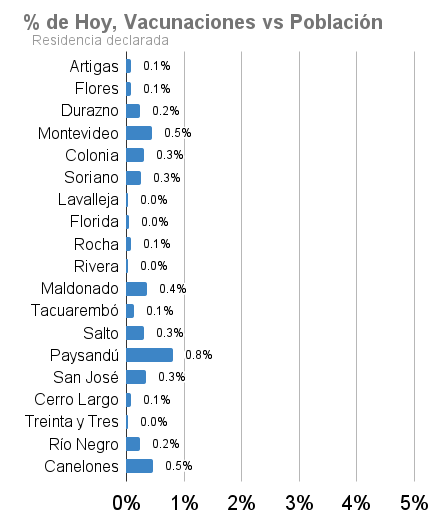 % de Hoy, Vacunaciones vs Población
Residencia declarada
Artigas 0.1%
Flores 0.1%
Durazno 0.2%
Montevideo 0.5%
Colonia 0.3%
Soriano 0.3%
Lavalleja 0.0%
Florida 0.0%
Rocha 0.1%
Rivera 0.0%
Maldonado 0.4%
Tacuarembó 0.1%
Salto 0.3%
Paysandú 0.8%
San José 0.3%
Cerro Largo 0.1%
Treinta y Tres 0.0%
Río Negro 0.2%
Canelones 0.5%
0% 1% 2% 3% 4% 5%